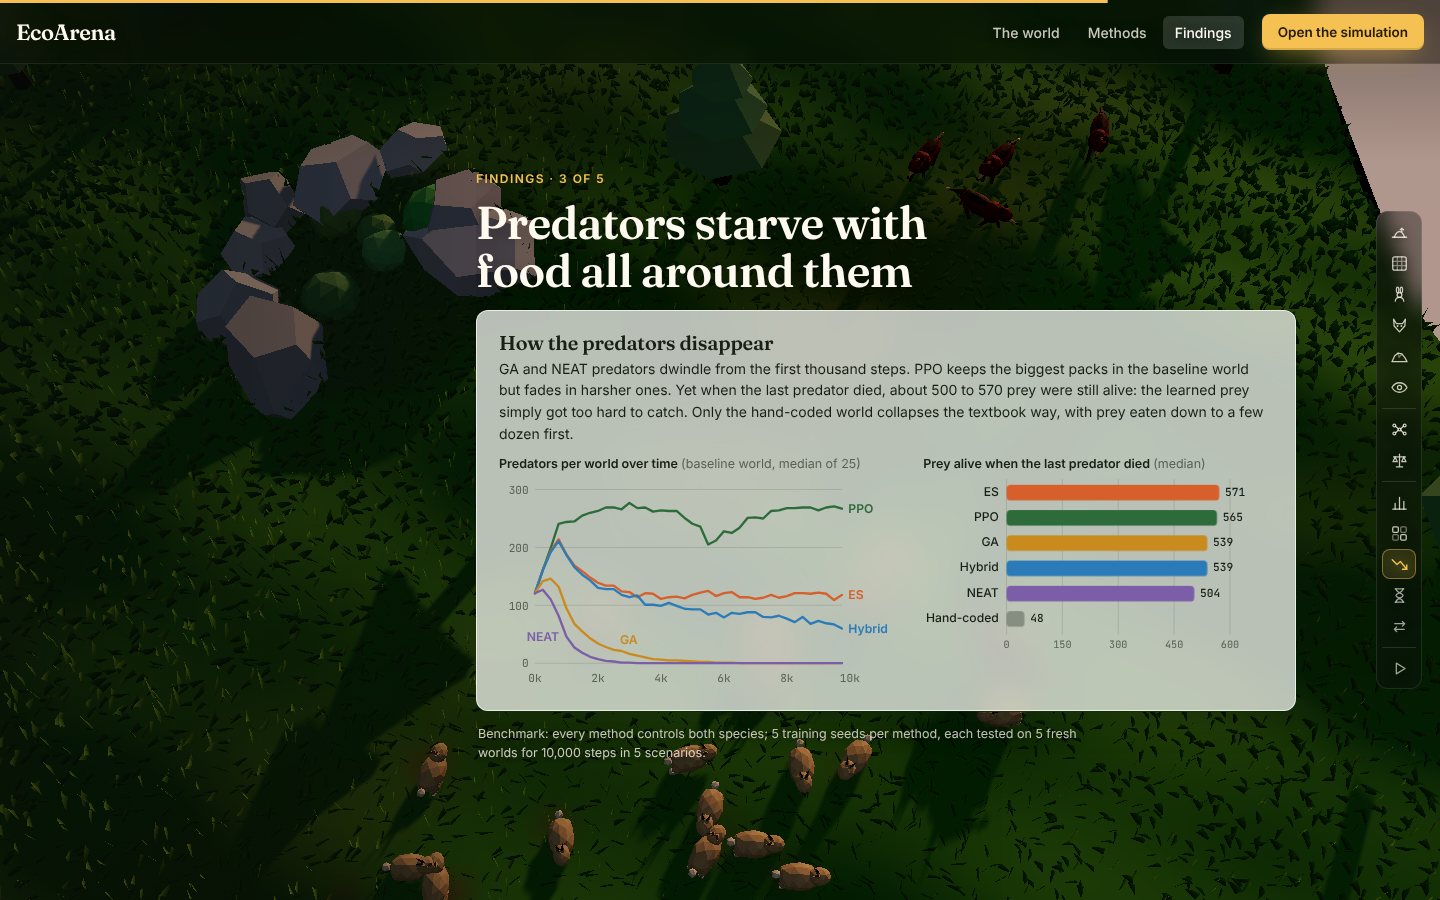 EcoArena
The world
Methods
Findings
Open the simulation
FINDINGS · 3 OF 5
Predators starve with
food all around them
How the predators disappear
GA and NEAT predators dwindle from the first thousand steps. PPO keeps the biggest packs in the baseline world
but fades in harsher ones. Yet when the last predator died, about 500 to 570 prey were still alive: the learned prey
simply got too hard to catch. Only the hand-coded world collapses the textbook way, with prey eaten down to a few
dozen first.
Predators per world over time (baseline world, median of 25)
300
200
100
0
0k
2k
4k
6k
8k
10k
PPO
ES
Hybrid
NEAT
GA
Prey alive when the last predator died (median)
ES 571
PPO 565
GA 539
Hybrid 539
NEAT 504
Hand-coded 48
0
150
300
450
600
Benchmark: every method controls both species; 5 training seeds per method, each tested on 5 fresh
worlds for 10,000 steps in 5 scenarios.